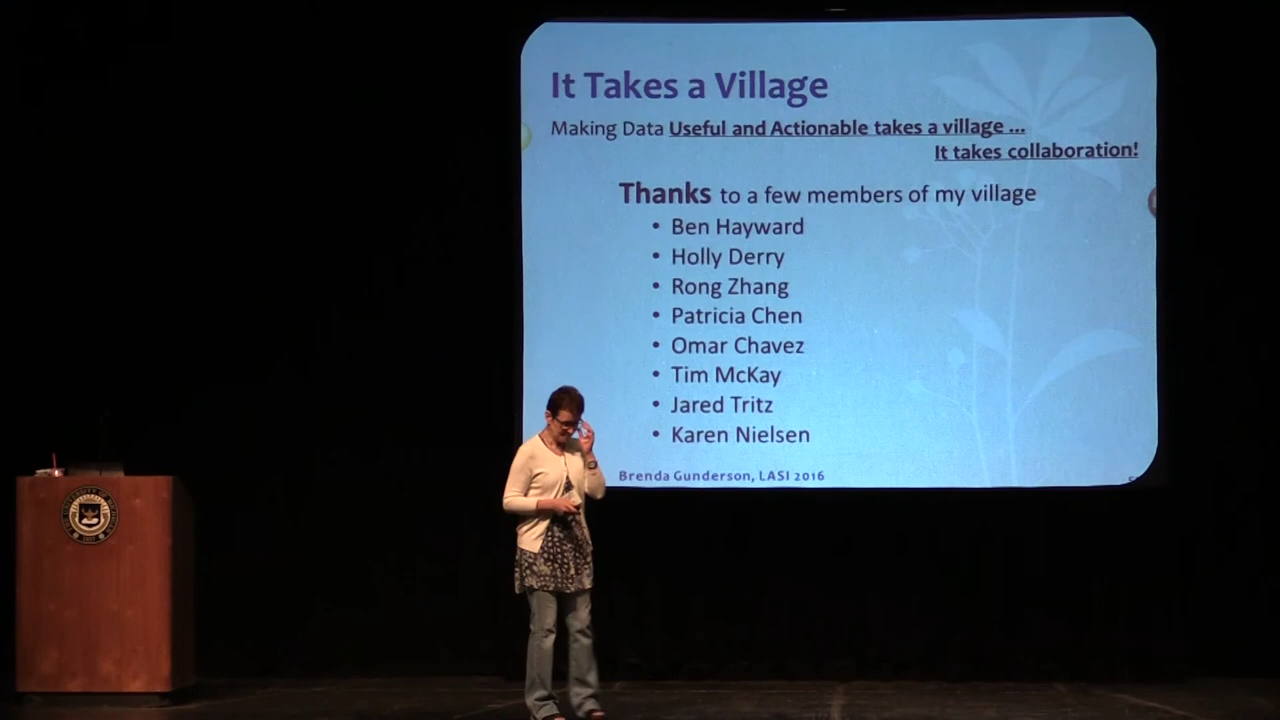 It Takes a Village
Making Data Useful and Actionable takes a village ...
It takes collaboration!
Thanks to a few members of my village
• Ben Hayward
• Holly Derry
• Rong Zhang
• Patricia Chen
• Omar Chavez
• Tim McKay
• Jared Tritz
• Karen Nielsen
Brenda Gunderson, LASI 2016